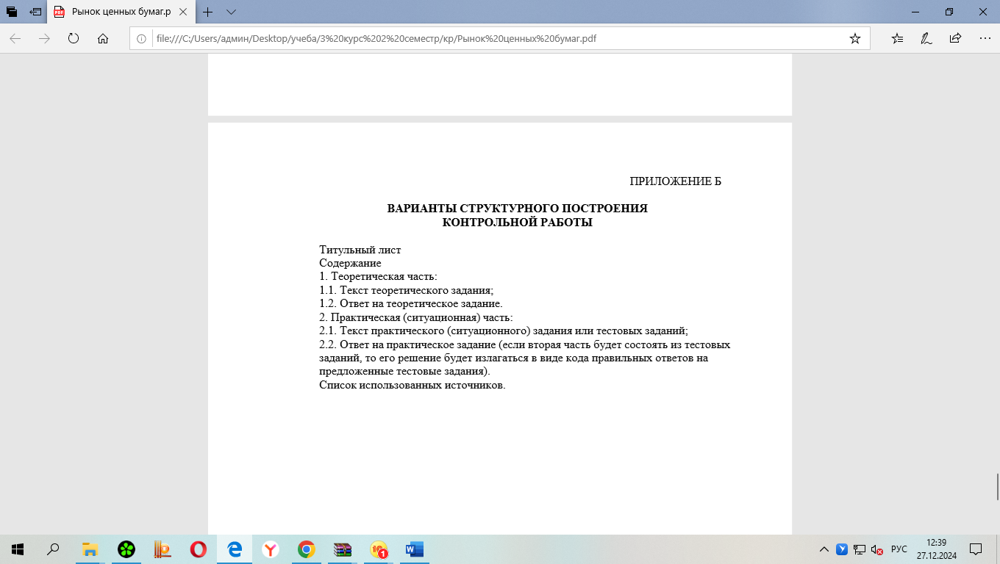 Рынок ценных бумаг.p
file:///C:/Users/админ/Desktop/учеба/3%20курс%202%20семестр/кр/Рынок%20ценных%20бумаг.pdf
ПРИЛОЖЕНИЕ Б
ВАРИАНТЫ СТРУКТУРНОГО ПОСТРОЕНИЯ
КОНТРОЛЬНОЙ РАБОТЫ
Титульный лист
Содержание
1. Теоретическая часть:
1.1. Текст теоретического задания;
1.2. Ответ на теоретическое задание.
2. Практическая (ситуационная) часть:
2.1. Текст практического (ситуационного) задания или тестовых заданий;
2.2. Ответ на практическое задание (если вторая часть будет состоять из тестовых
заданий, то его решение будет излагаться в виде кода правильных ответов на
предложенные тестовые задания).
Список использованных источников.
РУС
12:39
27.12.2024